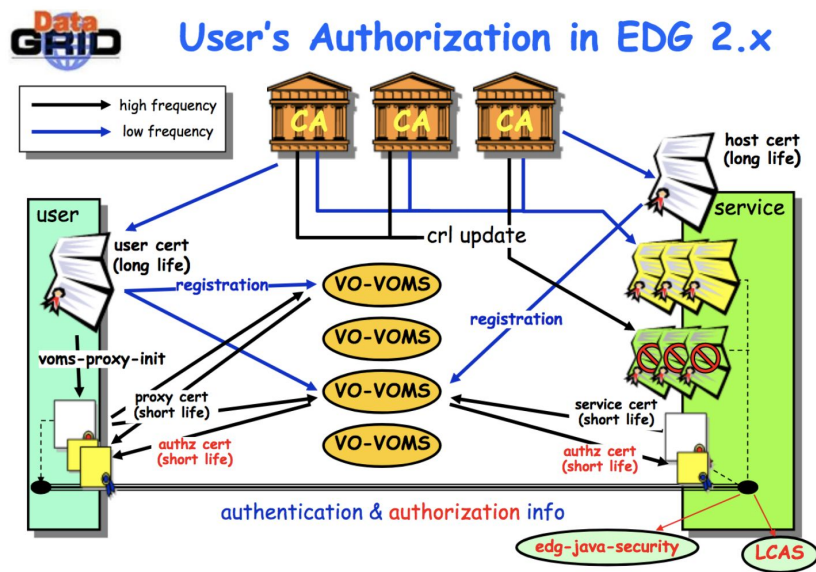 Data
GRID
User's Authorization in EDG 2.x
high frequency
low frequency
CA
CA
CA
host cert
(long life)
user
service
user cert
(long life)
crl update
registration
VO-VOMS
registration
VO-VOMS
voms-proxy-init
proxy cert
(short life)
VO-VOMS
service cert
(short life)
authz cert
(short life)
VO-VOMS
authz cert
(short life)
authentication & authorization info
edg-java-security
LCAS